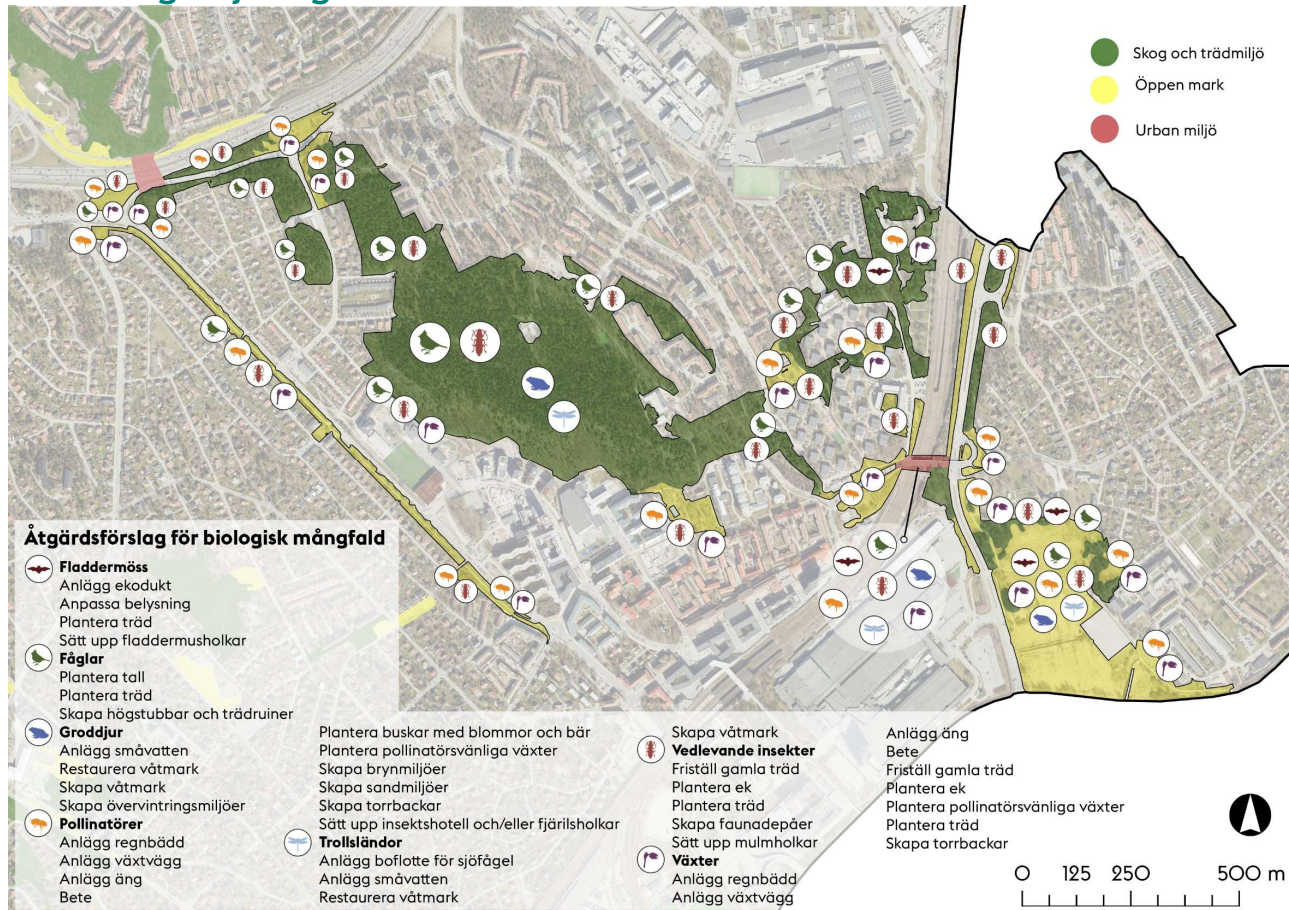 Skog och trädmiljö
Öppen mark
Urban miljö
Åtgärdsförslag för biologisk mångfald
Fladdermöss
Anlägg ekodukt
Anpassa belysning
Plantera träd
Sätt upp fladdermusholkar
Fåglar
Plantera tall
Plantera träd
Skapa högstubbar och trädruiner
Groddjur
Anlägg småvatten
Restaurera våtmark
Skapa våtmark
Skapa övervintringsmiljöer
Pollinatörer
Anlägg regnbädd
Anlägg växtvägg
Anlägg äng
Bete
Plantera buskar med blommor och bär
Plantera pollinatörsvänliga växter
Skapa brynmiljöer
Skapa sandmiljöer
Skapa torrbackar
Sätt upp insektshotell och/eller fjärilsholkar
Trollsländor
Anlägg boflotte för sjöfågel
Anlägg småvatten
Restaurera våtmark
Skapa våtmark
Vedlevande insekter
Friställ gamla träd
Plantera ek
Plantera träd
Skapa faunadepåer
Sätt upp mulmholkar
Växter
Anlägg regnbädd
Anlägg växtvägg
Anlägg äng
Bete
Friställ gamla träd
Plantera ek
Plantera pollinatörsvänliga växter
Plantera träd
Skapa torrbackar
0 125 250 500 m